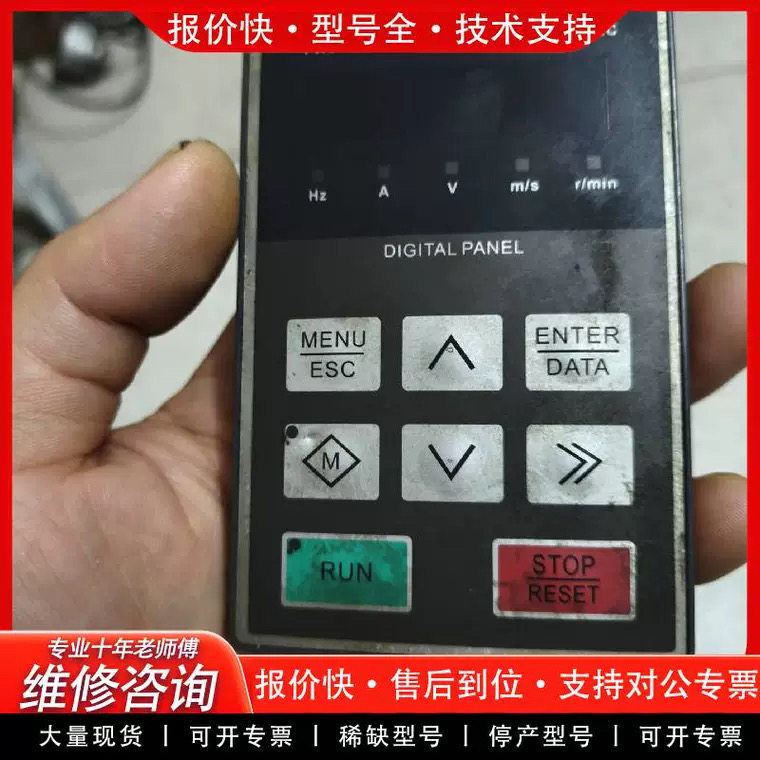 报价快·型号全·技术支持
Hz A V m/s r/min
DIGITAL PANEL
MENU
ESC
ENTER
DATA
M
RUN
STOP
RESET
专业十年老师傅
维修咨询
报价快·售后到位·支持对公专票
大量现货 | 可开专票 | 稀缺型号 | 停产型号 | 可开专票